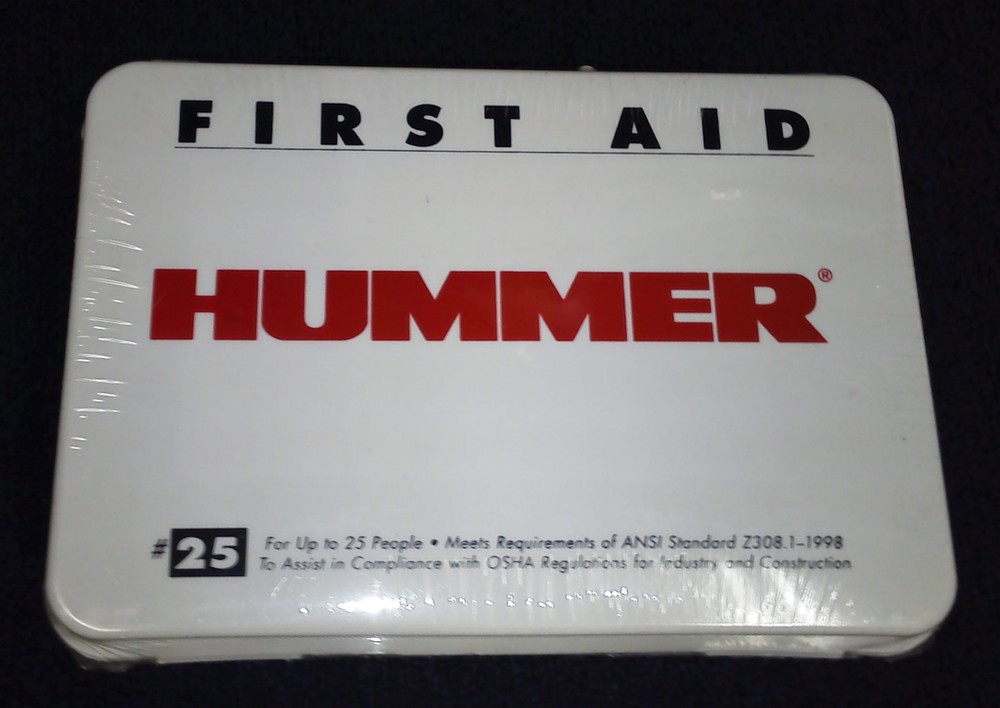 FIRST AID
HUMMER®
#25 For Up to 25 People • Meets Requirements of ANSI Standard Z308.1-1998
To Assist in Compliance with OSHA Regulations for Industry and Construction